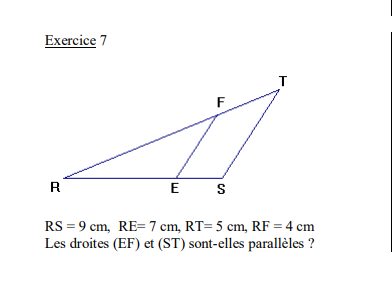 Exercice 7
T
F
R
E
S
RS = 9 cm,  RE= 7 cm, RT= 5 cm, RF = 4 cm
Les droites (EF) et (ST) sont-elles parallèles ?